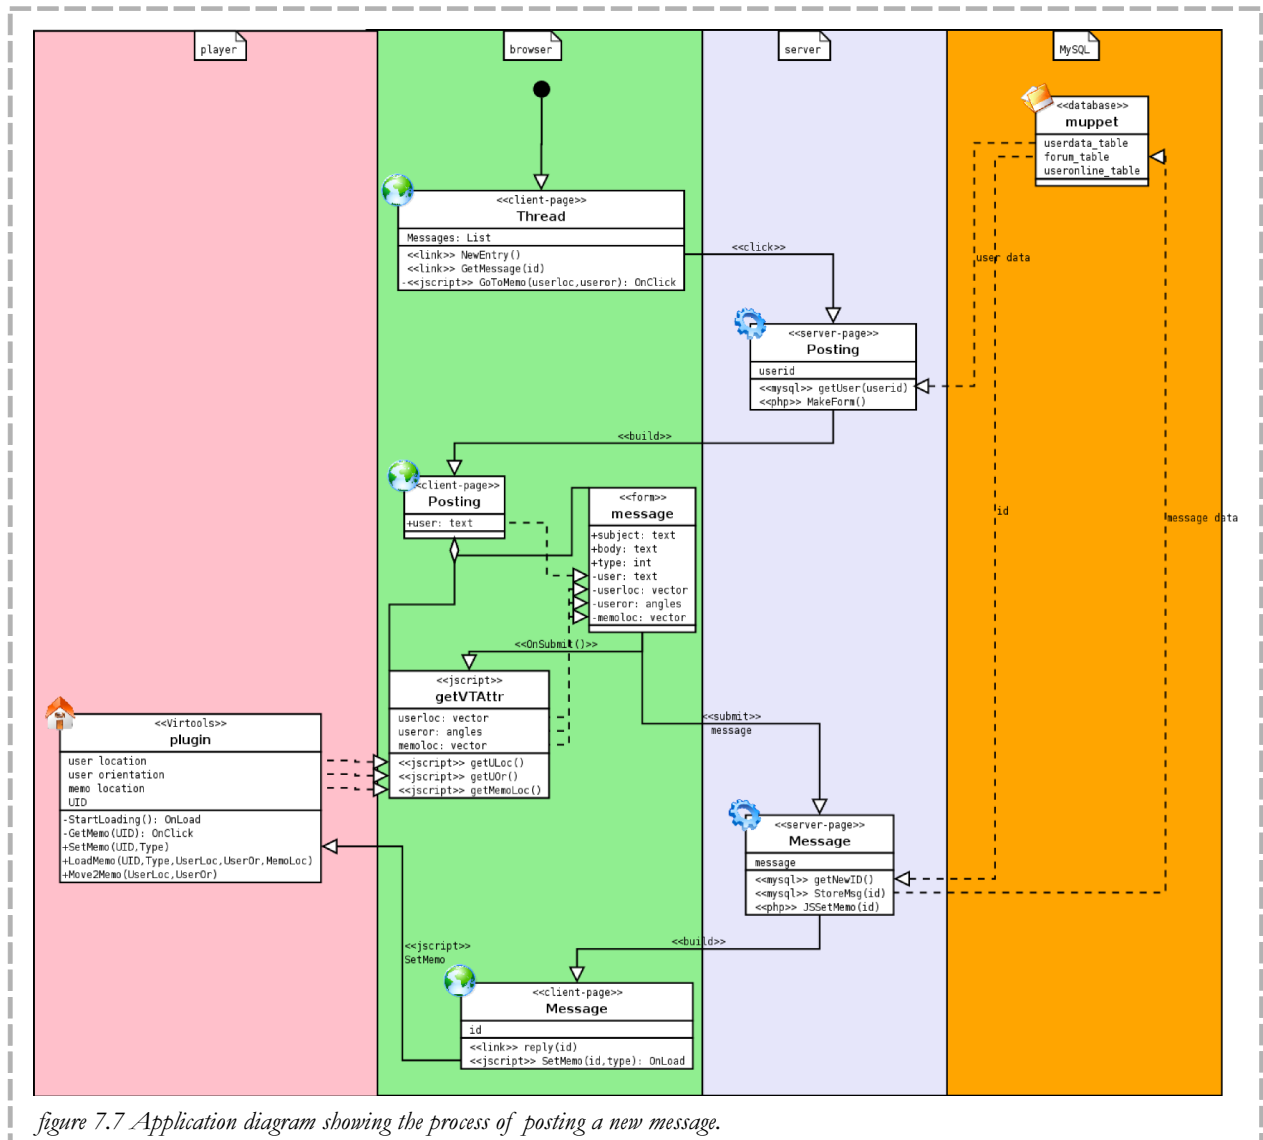 player
browser
server
MySQL
<<database>>
muppet
userdata_table
forum_table
useronline_table
<<client-page>>
Thread
Messages: List
<<link>> NewEntry()
<<link>> GetMessage(id)
-<<jscript>> GoToMemo(userloc,useror): OnClick
<<click>>
user data
<<server-page>>
Posting
userid
<<mysql>> getUser(userid)
<<php>> MakeForm()
<<build>>
<<client-page>>
Posting
+user: text
<<form>>
message
+subject: text
+body: text
+type: int
-user: text
-userloc: vector
-useror: angles
-memoloc: vector
id
message data
<<OnSubmit()>>
<<jscript>>
getVTAttr
userloc: vector
useror: angles
memoloc: vector
<<jscript>> getULoc()
<<jscript>> getUOr()
<<jscript>> getMemoLoc()
<<submit>>
message
<<Virtools>>
plugin
user location
user orientation
memo location
UID
-StartLoading(): OnLoad
-GetMemo(UID): OnClick
+SetMemo(UID,Type)
+LoadMemo(UID,Type,UserLoc,UserOr,MemoLoc)
+Move2Memo(UserLoc,UserOr)
<<server-page>>
Message
message
<<mysql>> getNewID()
<<mysql>> StoreMsg(id)
<<php>> JSSetMemo(id)
<<build>>
<<jscript>>
SetMemo
<<client-page>>
Message
id
<<link>> reply(id)
<<jscript>> SetMemo(id,type): OnLoad
figure 7.7 Application diagram showing the process of posting a new message.